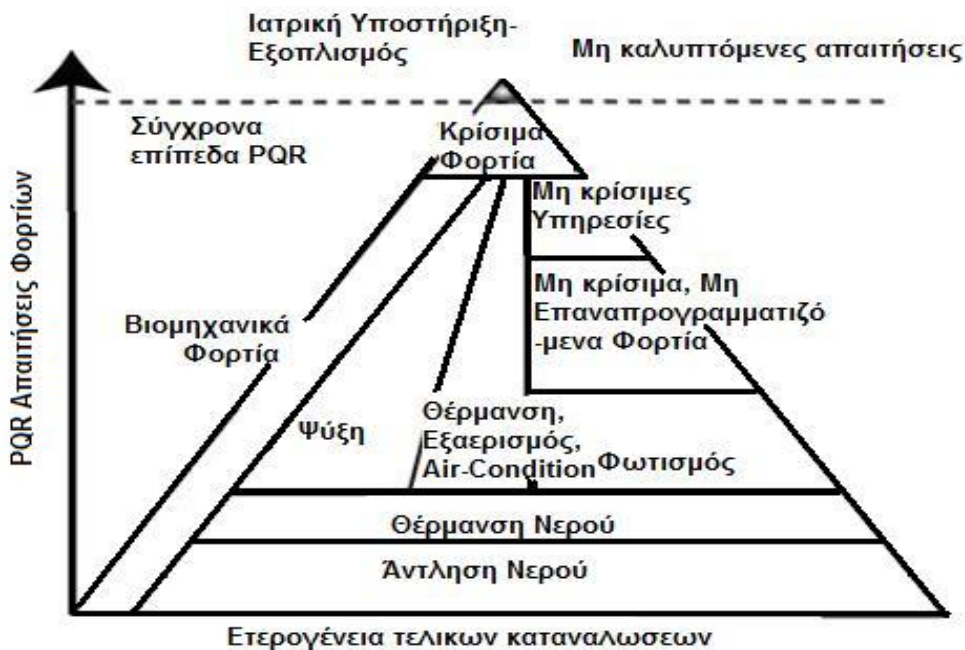 Ιατρική Υποστήριξη-
Εξοπλισμός
Μη καλυπτόμενες απαιτήσεις
Σύγχρονα
επίπεδα PQR
Κρίσιμα
Φορτία
Μη κρίσιμες
Υπηρεσίες
Μη κρίσιμα, Μη
Επαναπρογραμματιζό
-μενα Φορτία
Βιομηχανικά
Φορτία
Ψύξη
Θέρμανση,
Εξαερισμός,
Air-Condition
Φωτισμός
Θέρμανση Νερού
Άντληση Νερού
PQR Απαιτήσεις Φορτίων
Ετερογένεια τελικων καταναλωσεων